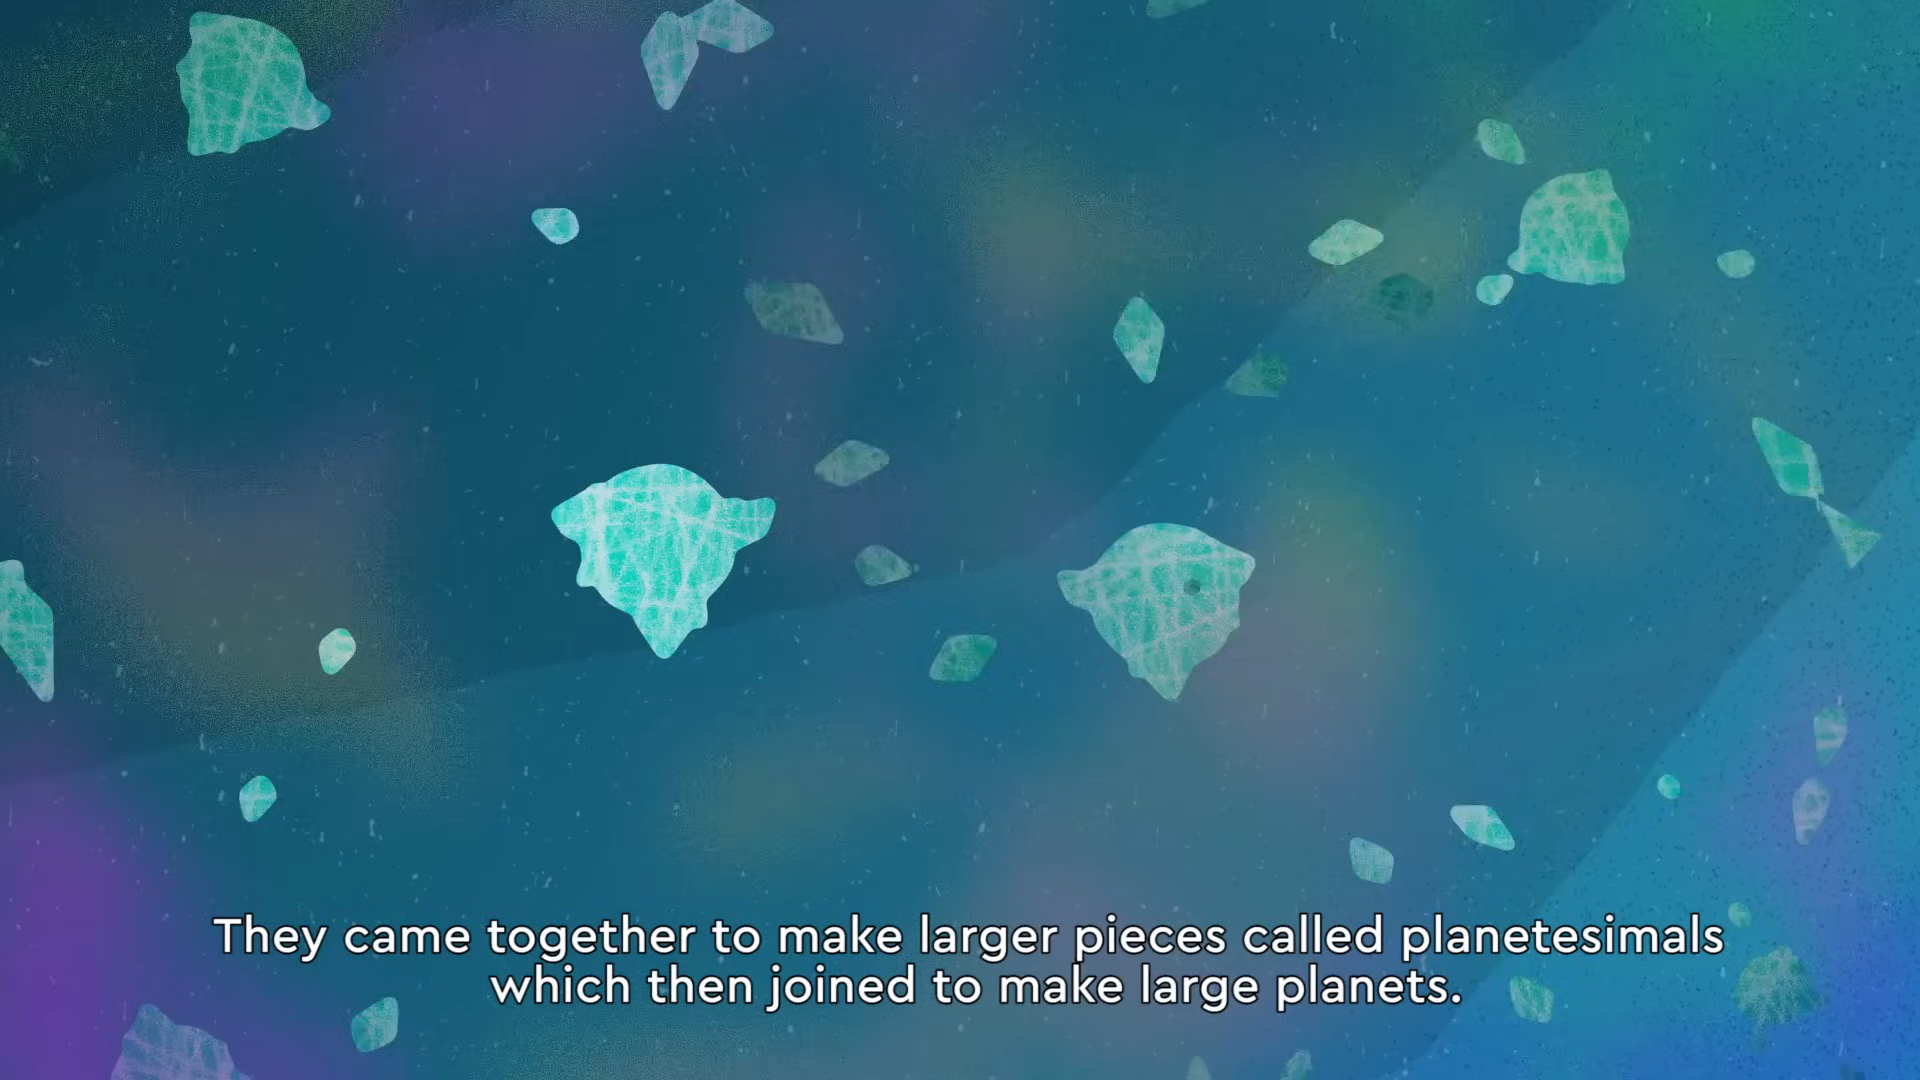 They came together to make larger pieces called planetesimals
which then joined to make large planets.